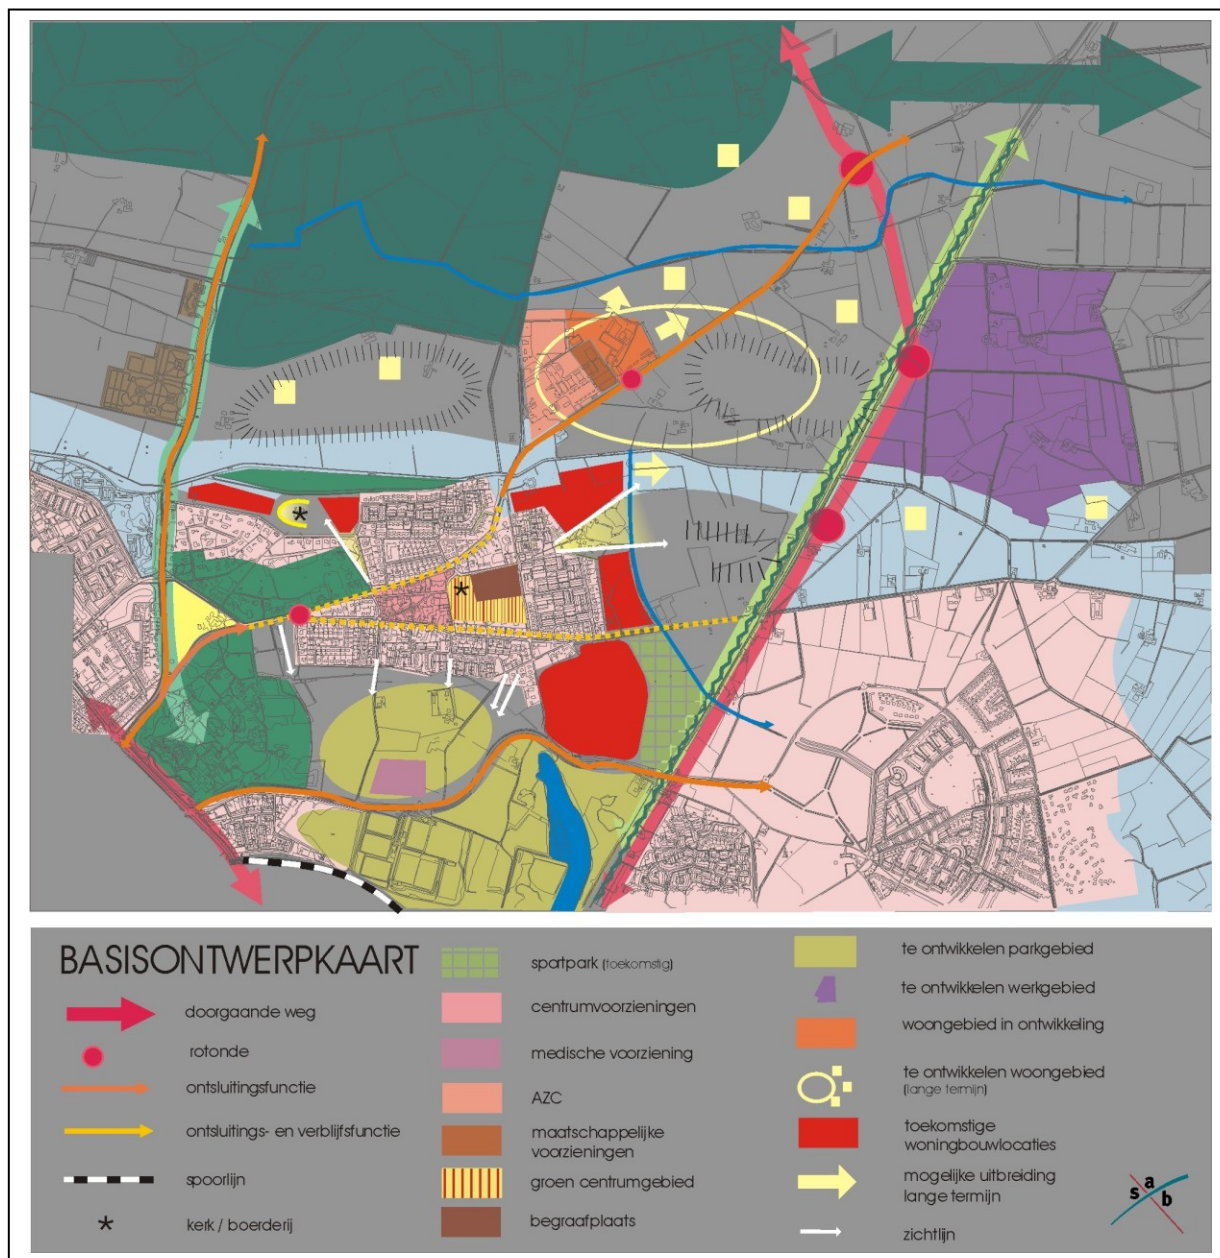 BASISONTWERPKAART
doorgaande weg
rotonde
ontsluitingsfunctie
ontsluitings- en verblijfsfunctie
spoorlijn
kerk / boerderij
sportpark (toekomstig)
centrumvoorzieningen
medische voorziening
AZC
maatschappelijke
voorzieningen
groen centrumgebied
begraafplaats
te ontwikkelen parkgebied
te ontwikkelen werkgebied
woongebied in ontwikkeling
te ontwikkelen woongebied
(lange termijn)
toekomstige
woningbouwlocaties
mogelijke uitbreiding
lange termijn
zichtlijn
s a b